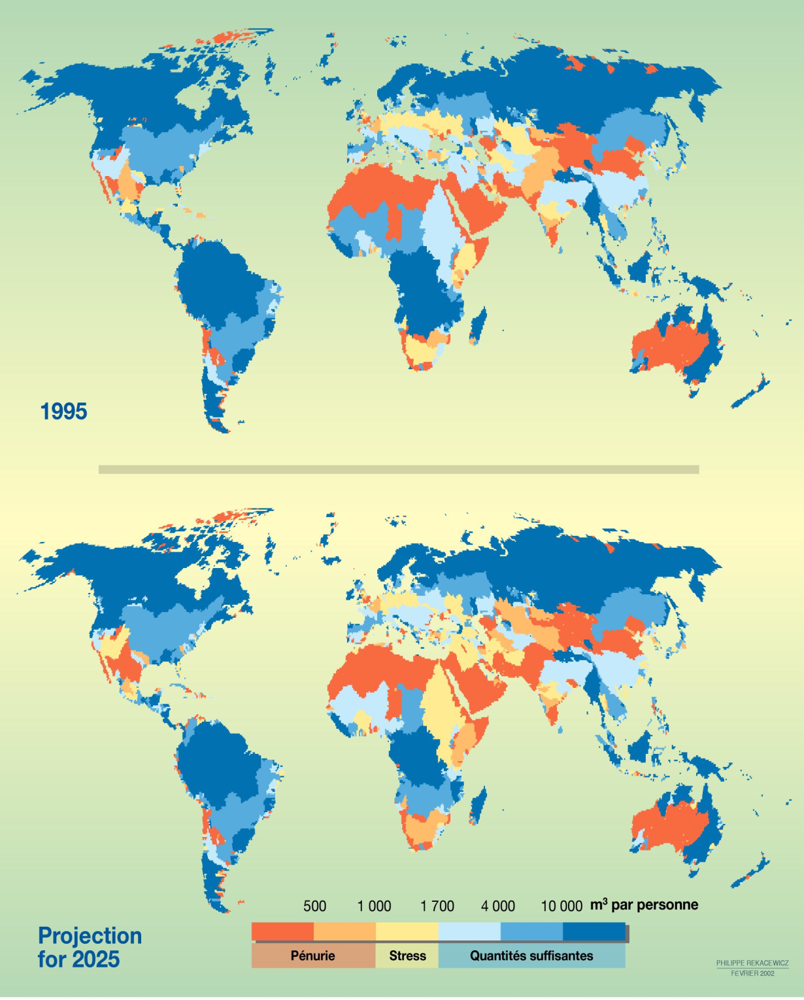 1995
500 1 000 1 700 4 000 10 000 m³ par personne
Projection
for 2025
Pénurie Stress Quantités suffisantes
PHILIPPE REKACEWICZ
FÉVRIER 2002